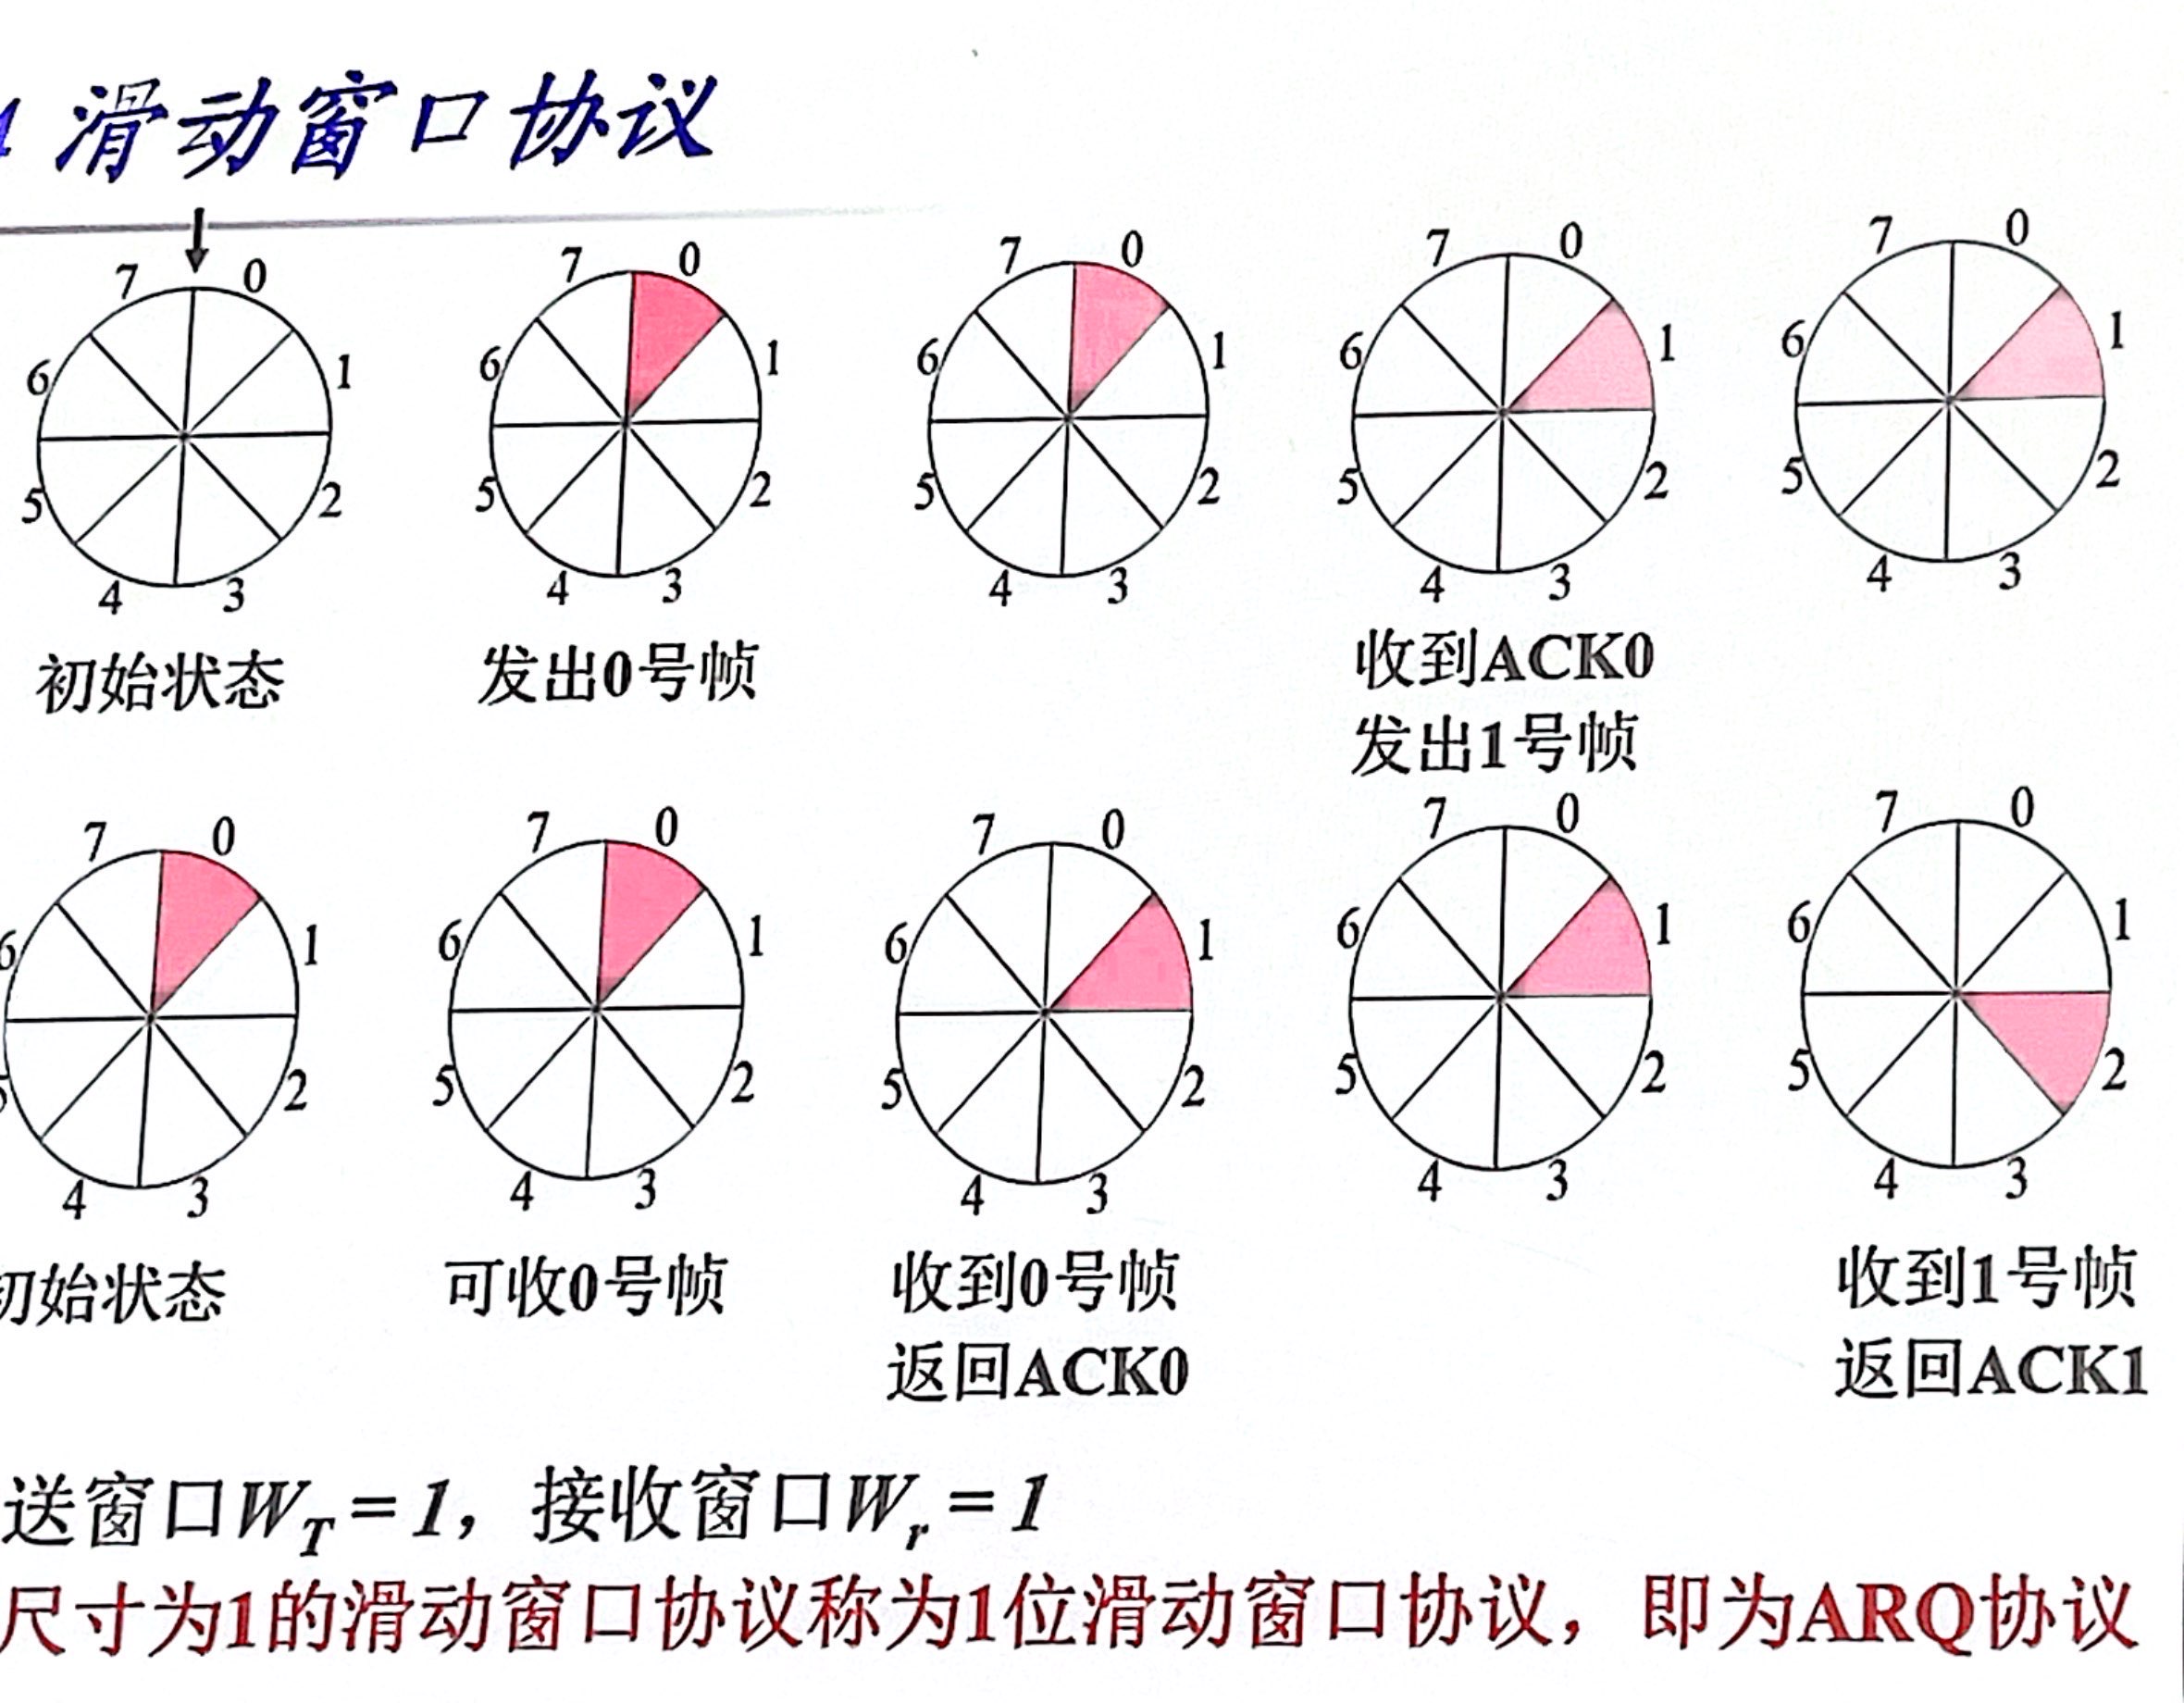 滑动窗口协议
7 0 7 0 7 0 7 0 7 0
6 1 6 1 6 1 6 1 6 1
5 2 5 2 5 2 5 2 5 2
4 3 4 3 4 3 4 3 4 3
初始状态 发出0号帧 收到ACK0
发出1号帧
7 0 7 0 7 0 7 0 7 0
6 1 6 1 6 1 6 1 6 1
5 2 5 2 5 2 5 2 5 2
4 3 4 3 4 3 4 3 4 3
初始状态 可收0号帧 收到0号帧 收到1号帧
返回ACK0 返回ACK1
送窗口W_T = 1，接收窗口W_r = 1
尺寸为1的滑动窗口协议称为1位滑动窗口协议，即为ARQ协议